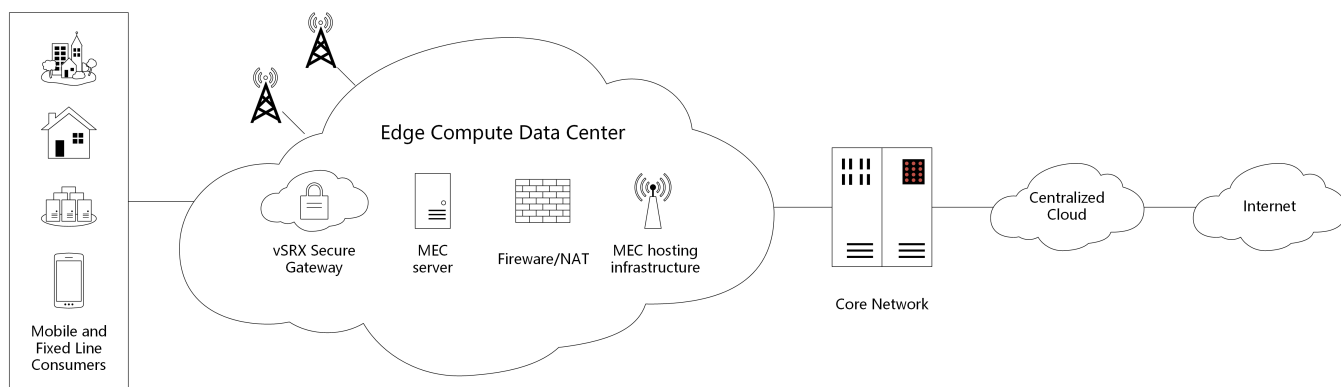 Edge Compute Data Center
vSRX Secure
Gateway
MEC
server
Fireware/NAT
MEC hosting
infrastructure
Mobile and
Fixed Line
Consumers
Core Network
Centralized
Cloud
Internet